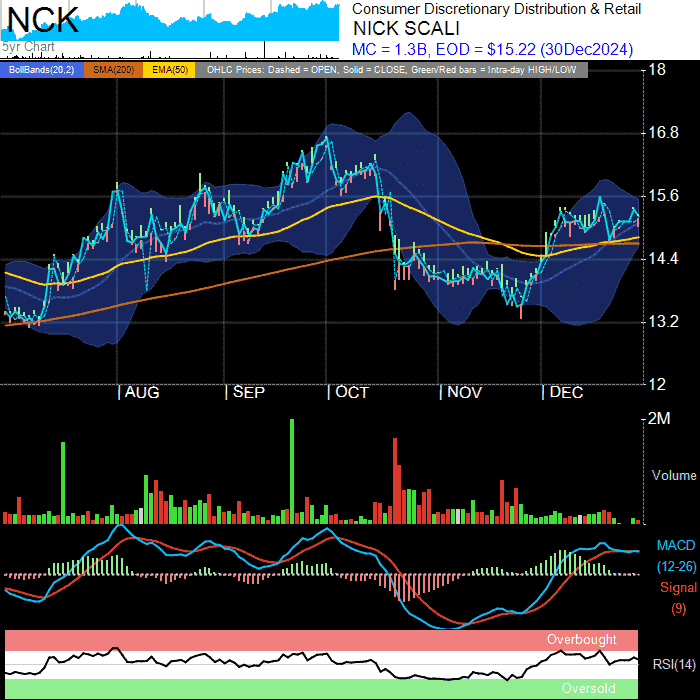 NCK
5yr Chart
Consumer Discretionary Distribution & Retail
NICK SCALI
MC = 1.3B, EOD = $15.22 (30Dec2024)
BollBands(20,2) SMA(200) EMA(50) OHLC Prices: Dashed = OPEN, Solid = CLOSE, Green/Red bars = Intra-day HIGH/LOW
18
16.8
15.6
14.4
13.2
12
| AUG | SEP | OCT | NOV | DEC
2M
Volume
MACD
(12-26)
Signal
(9)
Overbought
RSI(14)
Oversold